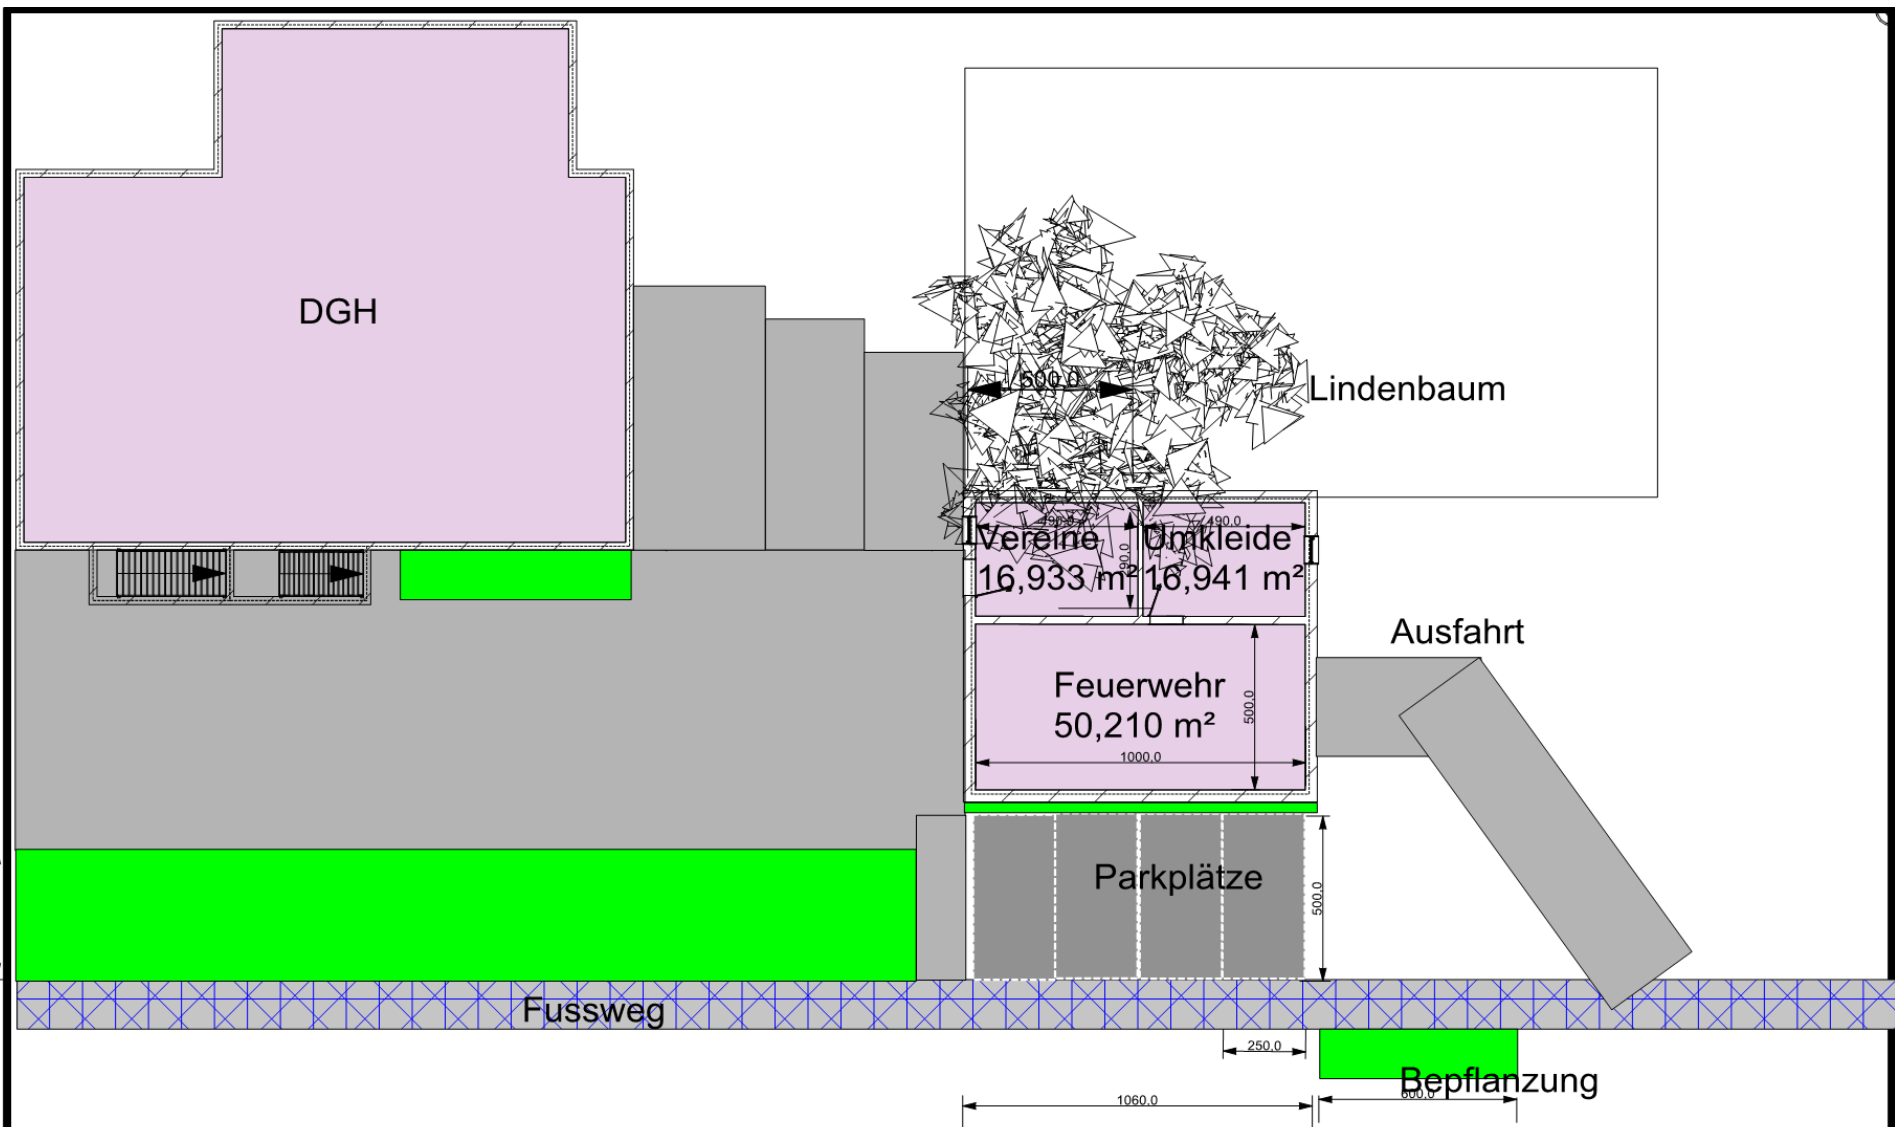 DGH
500,0
Lindenbaum
490,0
490,0
Vereine
Umkleide
290,0
16,933 m²
16,941 m²
Ausfahrt
Feuerwehr
50,210 m²
500,0
1000,0
Parkplätze
500,0
Fussweg
250,0
Bepflanzung
600,0
1060,0